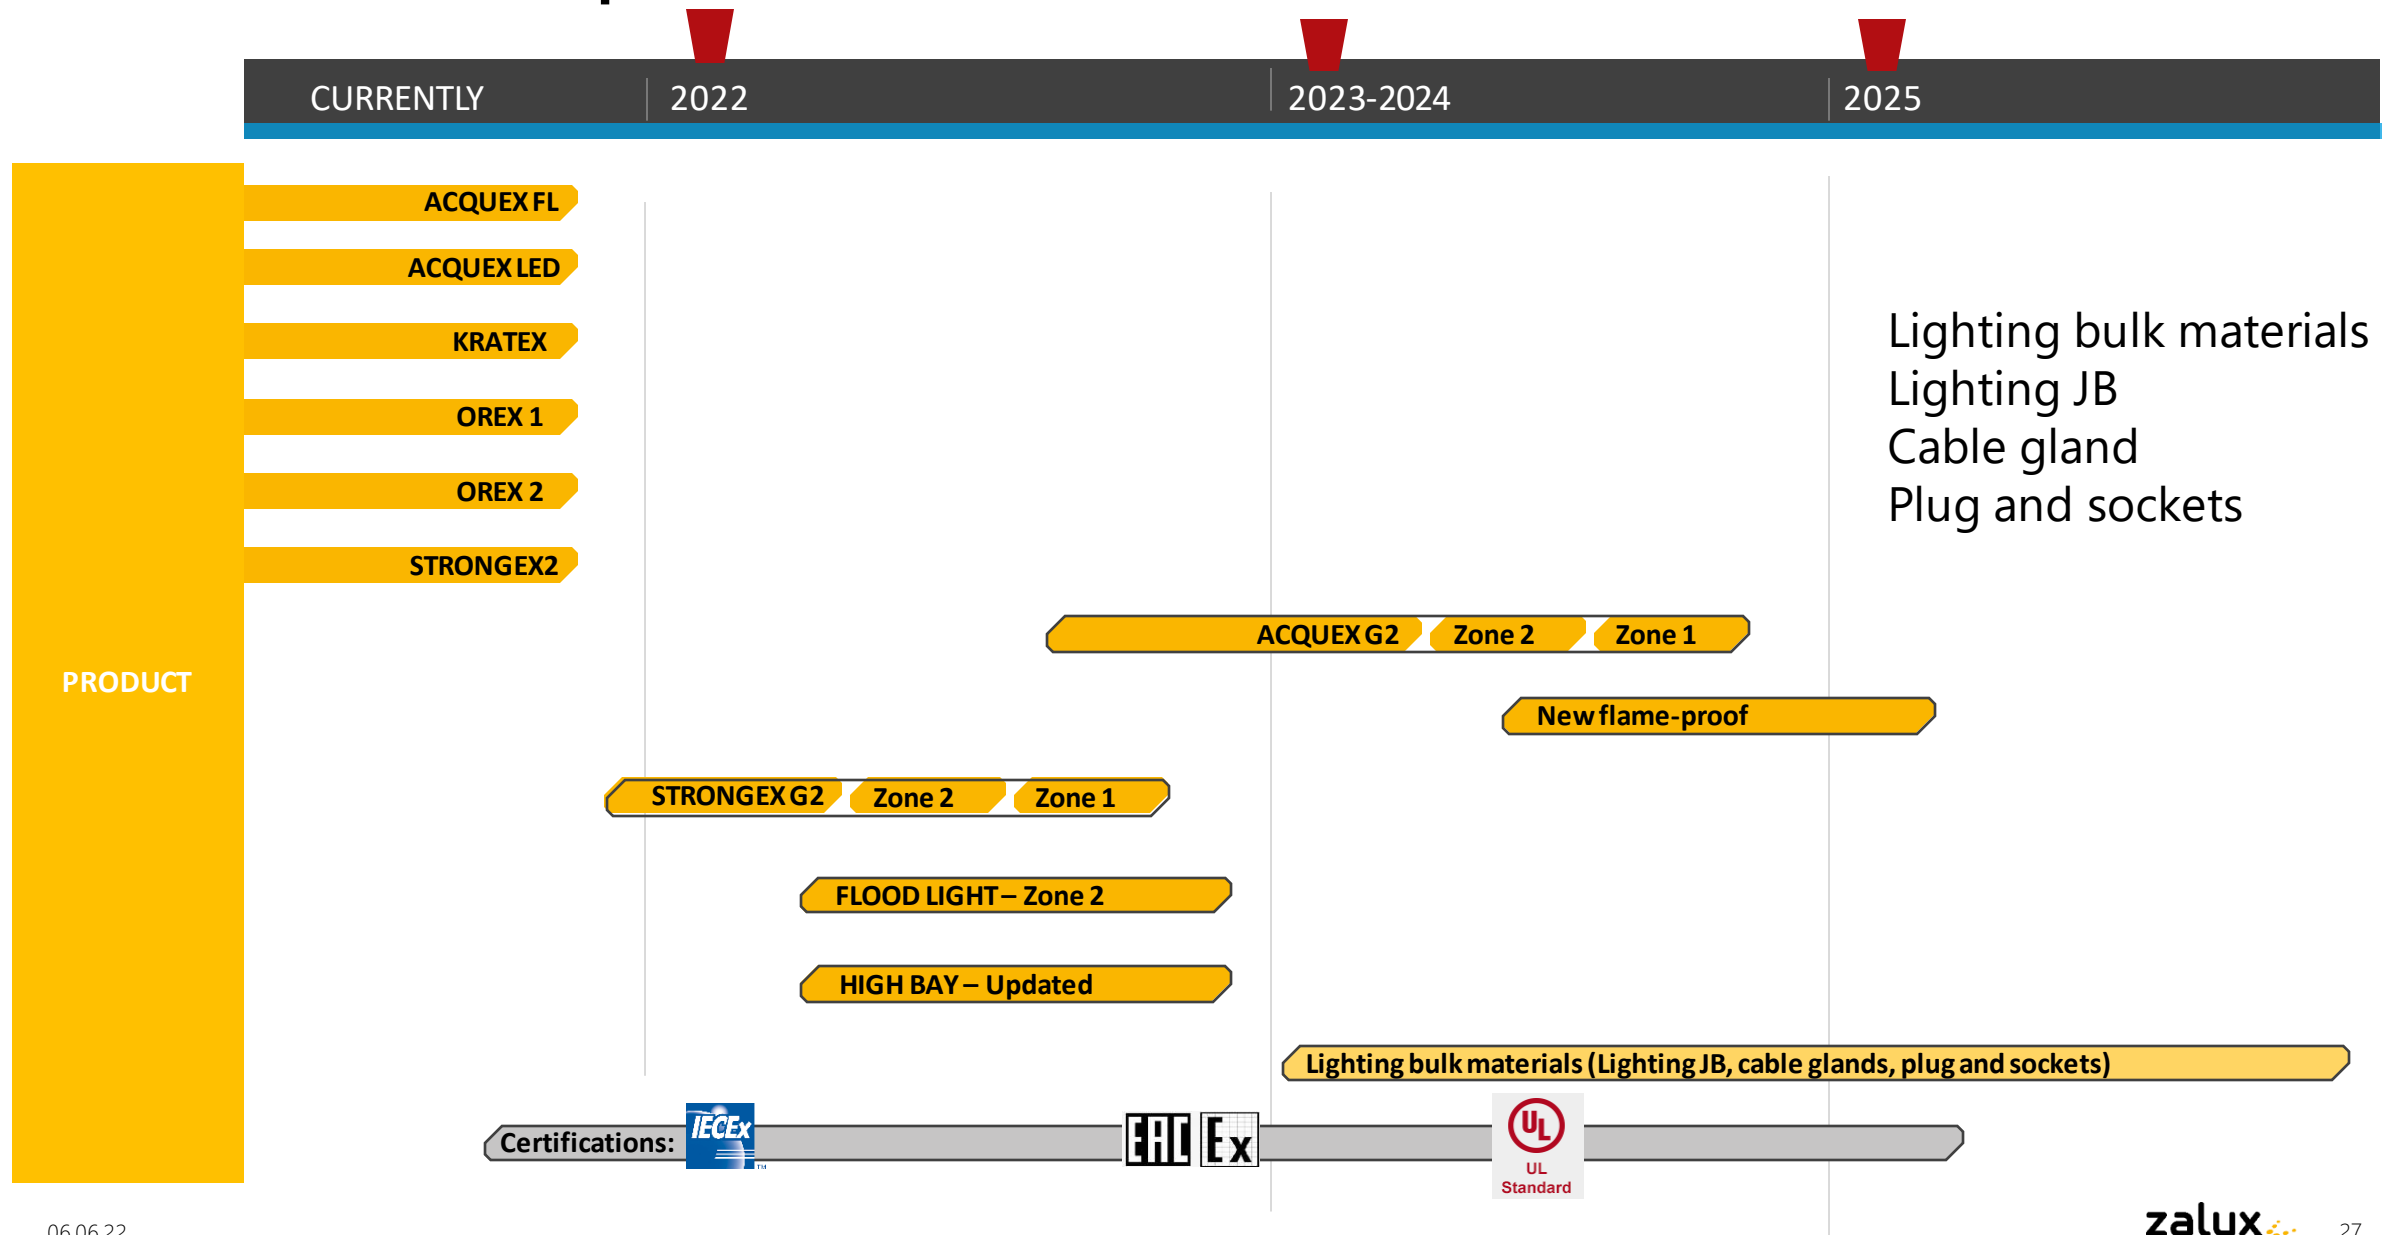 CURRENTLY
2022
2023-2024
2025
ACQUEX FL
ACQUEX LED
KRATEX
OREX 1
OREX 2
STRONGEX2
Lighting bulk materials
Lighting JB
Cable gland
Plug and sockets
ACQUEX G2 Zone 2 Zone 1
PRODUCT
New flame-proof
STRONGEX G2 Zone 2 Zone 1
FLOOD LIGHT – Zone 2
HIGH BAY – Updated
Lighting bulk materials (Lighting JB, cable glands, plug and sockets)
Certifications:
IECEx
TM
EAC Ex
UL
UL
Standard
06.06.22
zalux
27